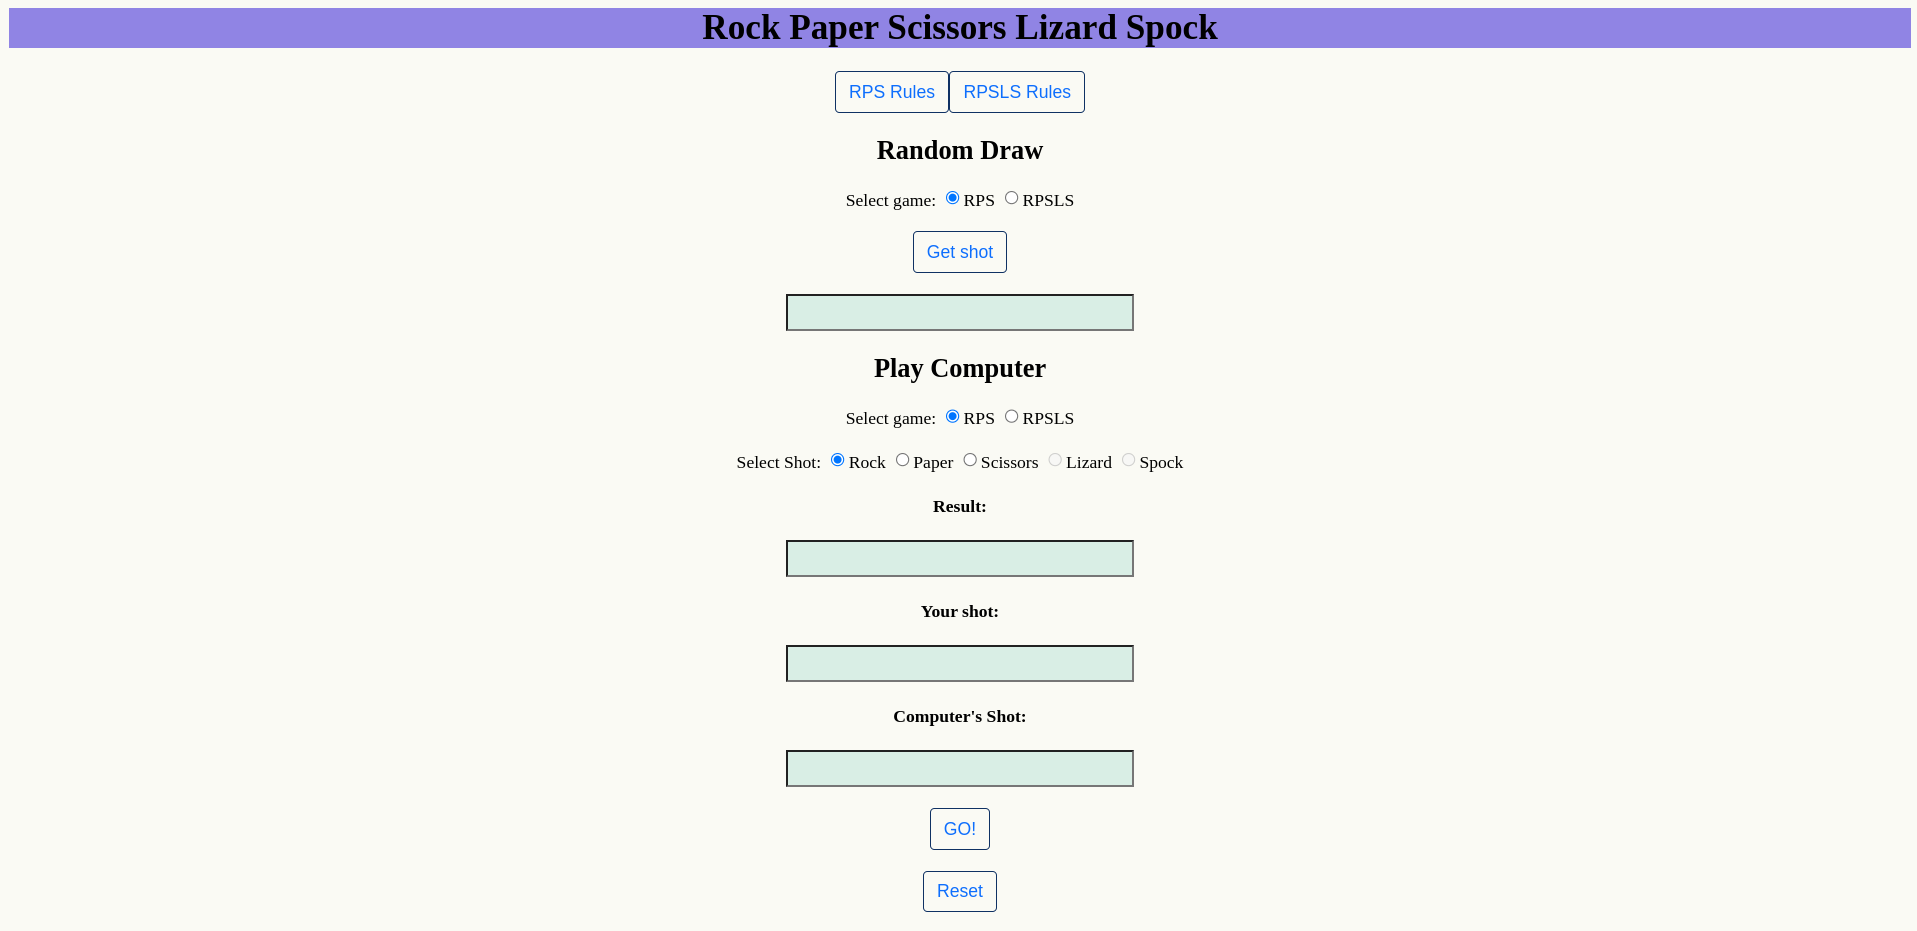 Rock Paper Scissors Lizard Spock
RPS Rules RPSLS Rules
Random Draw
Select game: RPS RPSLS
Get shot
Play Computer
Select game: RPS RPSLS
Select Shot: Rock Paper Scissors Lizard Spock
Result:
Your shot:
Computer's Shot:
GO!
Reset